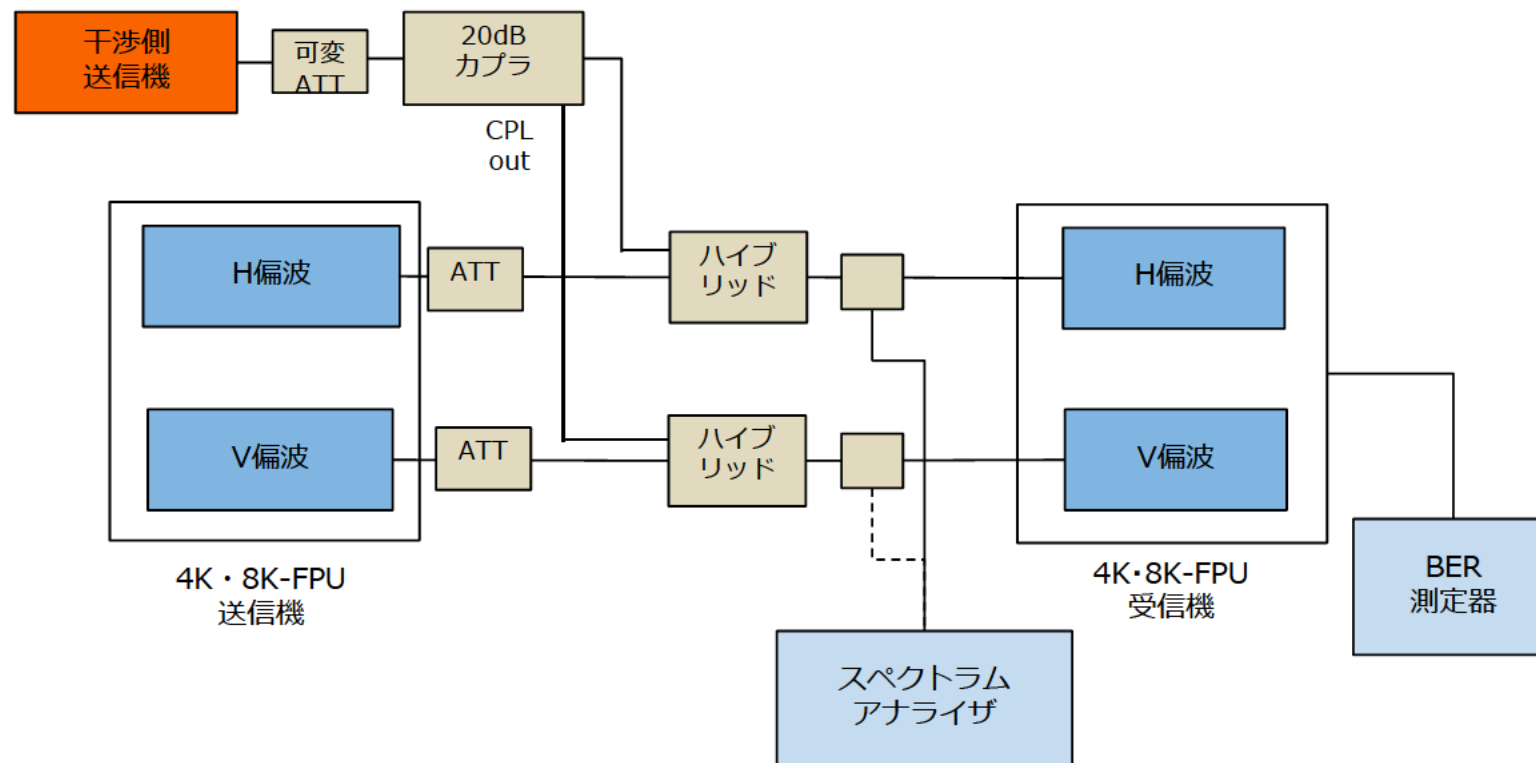 干渉側
送信機
可変
ATT
20dB
カプラ
CPL
out
H偏波
ATT
ハイブ
リッド
H偏波
V偏波
ATT
ハイブ
リッド
V偏波
4K・8K-FPU
送信機
4K・8K-FPU
受信機
BER
測定器
スペクトラム
アナライザ